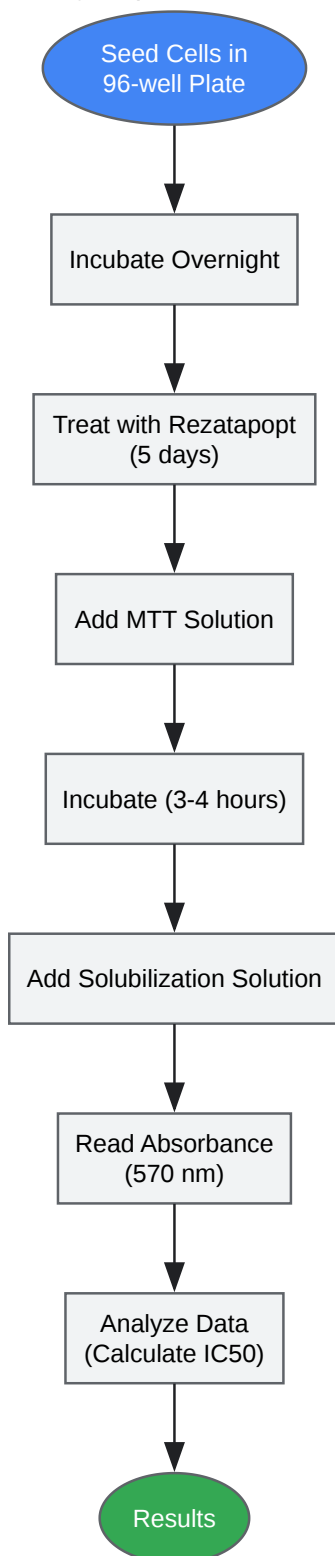 Seed Cells in
96-well Plate
Incubate Overnight
Treat with Rezatapopt
(5 days)
Add MTT Solution
Incubate (3-4 hours)
Add Solubilization Solution
Read Absorbance
(570 nm)
Analyze Data
(Calculate IC50)
Results